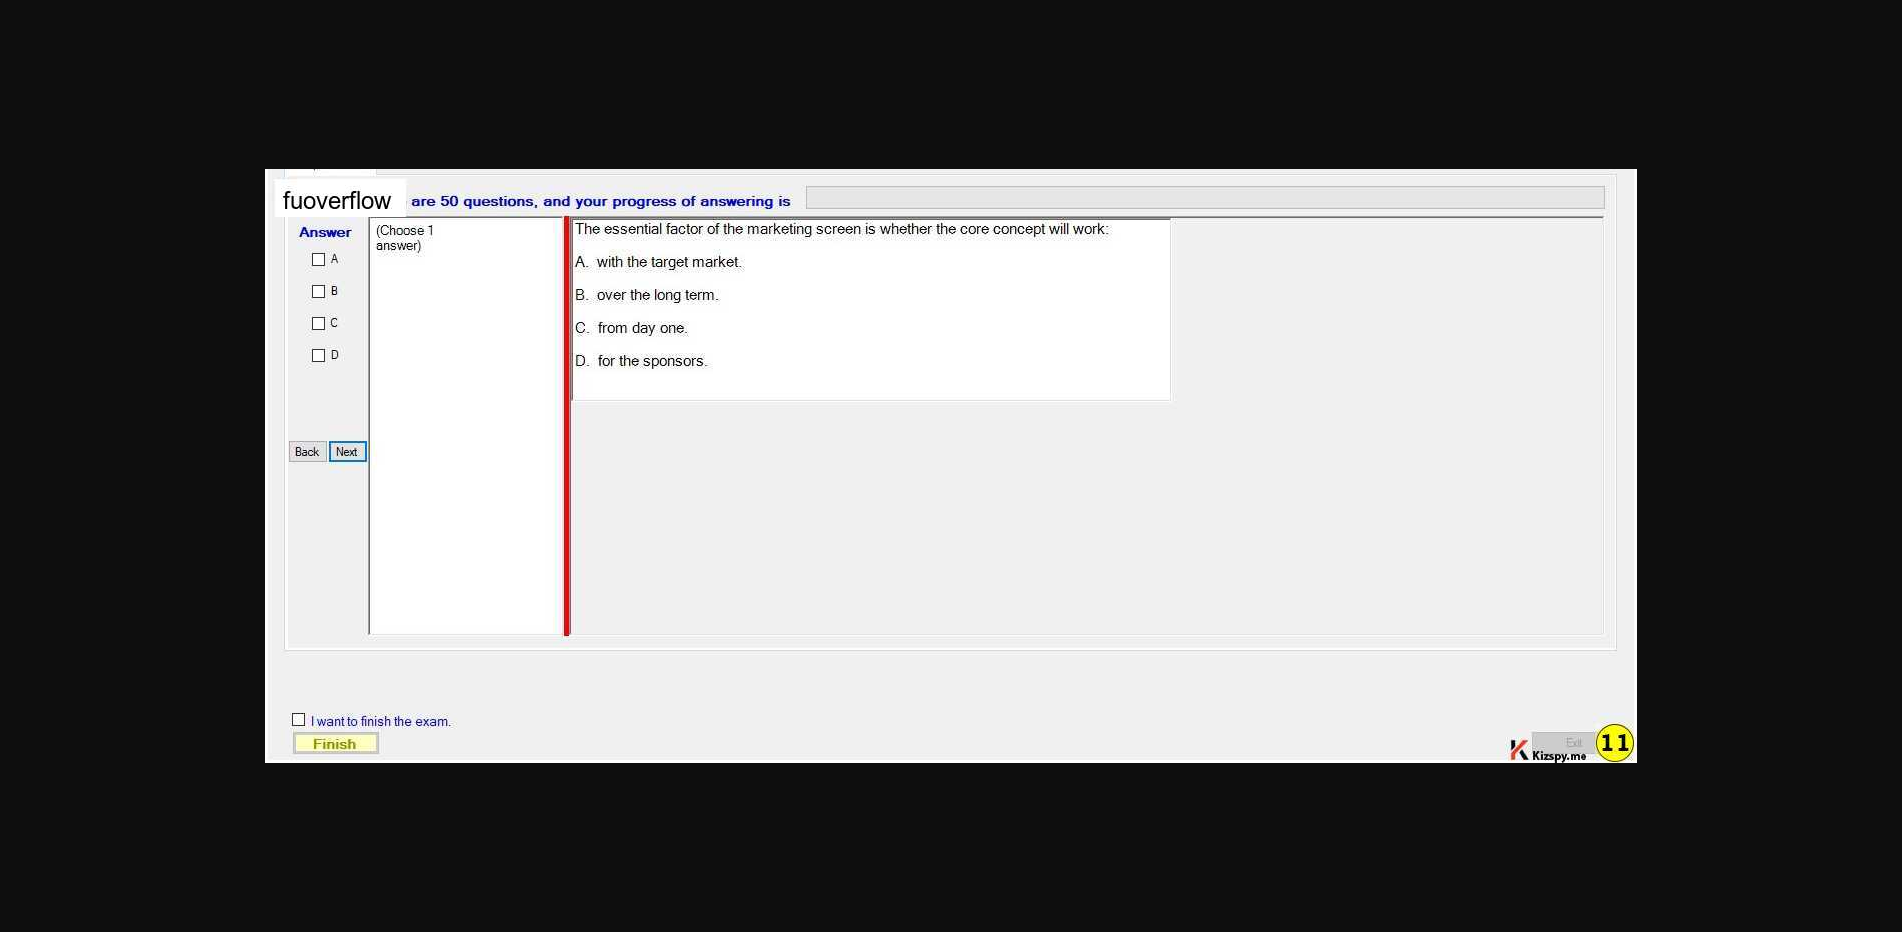 fuoverflow are 50 questions, and your progress of answering is
Answer
(Choose 1
answer)
A
B
C
D
Back Next
The essential factor of the marketing screen is whether the core concept will work:
A. with the target market.
B. over the long term.
C. from day one.
D. for the sponsors.
I want to finish the exam.
Finish
Exit
Kizspy.me
11